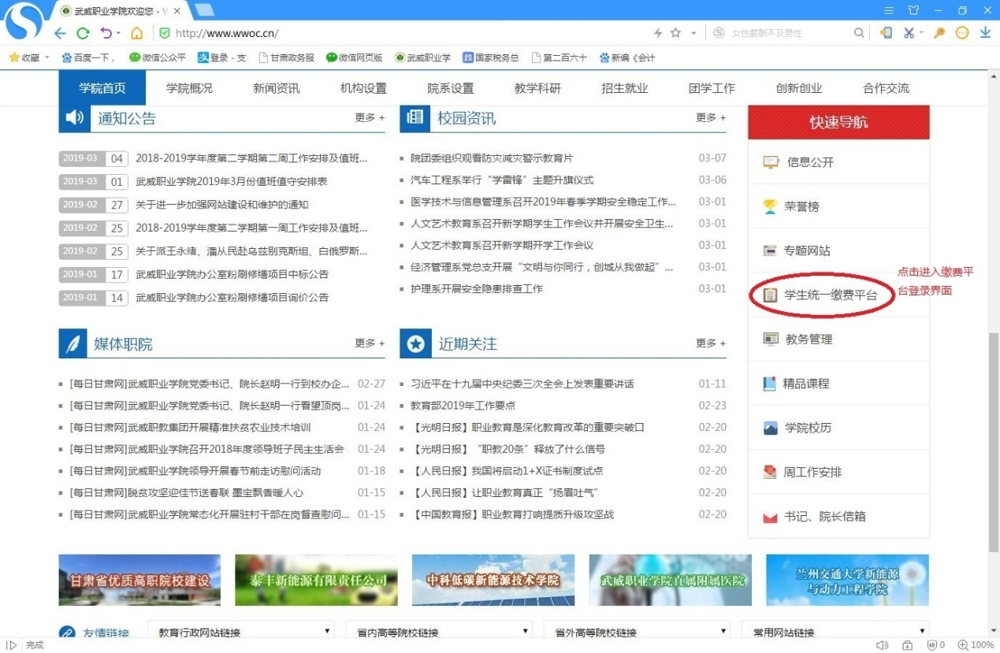 武威职业学院欢迎您 - V
http://www.wwoc.cn/
女性薪酬不及男性
收藏 百度一下， 微信公众平 登录 - 支 甘肃政务服 微信网页版 武威职业学 国家税务总 第二百六十 新编《会计
学院首页 学院概况 新闻资讯 机构设置 院系设置 教学科研 招生就业 团学工作 创新创业 合作交流
通知公告 更多 +
2019-03 04 2018-2019学年度第二学期第二周工作安排及值班...
2019-03 01 武威职业学院2019年3月份值班值守安排表
2019-02 27 关于进一步加强网站建设和维护的通知
2019-02 25 2018-2019学年度第二学期第一周工作安排及值班...
2019-02 25 关于派王永绪、潘从民赴乌兹别克斯坦、白俄罗斯...
2019-01 17 武威职业学院办公室粉刷修缮项目中标公告
2019-01 14 武威职业学院办公室粉刷修缮项目询价公告
校园资讯 更多 +
院团委组织观看防灾减灾警示教育片 03-07
汽车工程系举行“学雷锋”主题升旗仪式 03-06
医学技术与信息管理系召开2019年春季学期安全稳定工作... 03-01
人文艺术教育系召开新学期学生工作会议并开展安全卫生... 03-01
人文艺术教育系召开新学期开学工作会议 03-01
经济管理系党总支开展“文明与你同行，创城从我做起”... 03-01
护理系开展安全隐患排查工作 03-01
快速导航
信息公开
荣誉榜
专题网站
学生统一缴费平台
点击进入缴费平
台登录界面
教务管理
精品课程
学院校历
周工作安排
书记、院长信箱
媒体职院 更多 +
[每日甘肃网]武威职业学院党委书记、院长赵明一行到校办企... 02-27
[每日甘肃网]武威职业学院党委书记、院长赵明一行看望顶岗... 01-24
[每日甘肃网]武威职教集团开展精准扶贫农业技术培训 01-24
[每日甘肃网]武威职业学院召开2018年度领导班子民主生活会 01-24
[每日甘肃网]武威职业学院领导开展春节前走访慰问活动 01-18
[每日甘肃网]脱贫攻坚迎佳节送春联 墨宝飘香暖人心 01-15
[每日甘肃网]武威职业学院常态化开展驻村干部在岗督查慰问... 01-15
近期关注 更多 +
习近平在十九届中央纪委三次全会上发表重要讲话 01-11
教育部2019年工作要点 02-23
【光明日报】职业教育是深化教育改革的重要突破口 02-20
【光明日报】“职教20条”释放了什么信号 02-20
【人民日报】我国将启动1+X证书制度试点 02-20
【人民日报】让职业教育真正“扬眉吐气” 02-20
【中国教育报】职业教育打响提质升级攻坚战 02-20
甘肃省优质高职院校建设 泰丰新能源有限责任公司 中科低碳新能源技术学院 武威职业学院直属附属医院 兰州交通大学新能源
与动力工程学院
友情链接 教育行政网站链接 省内高等院校链接 省外高等院校链接 常用网站链接
完成 0 100%